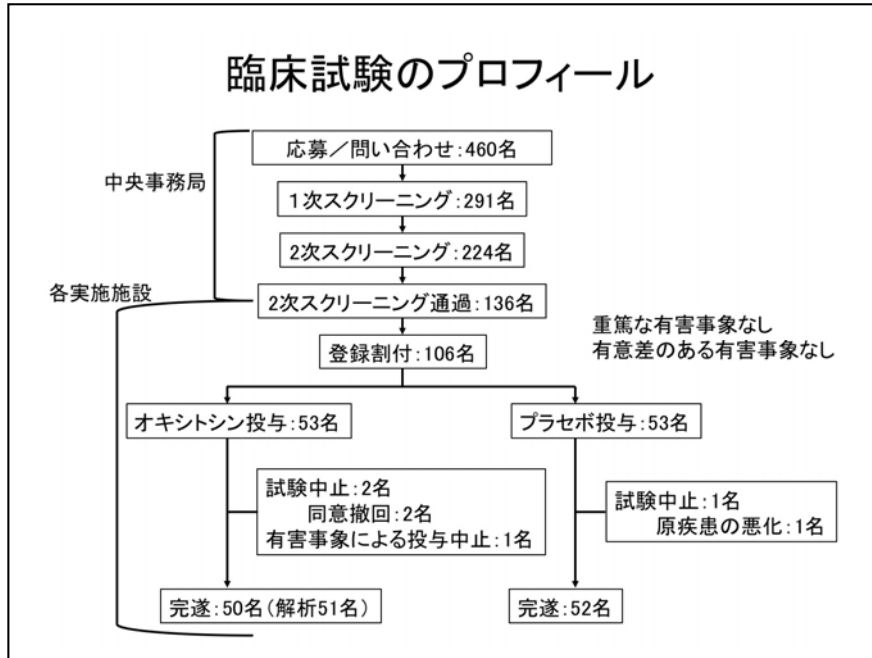 臨床試験のプロフィール
応募／問い合わせ:460名
中央事務局
1次スクリーニング:291名
2次スクリーニング:224名
各実施施設
2次スクリーニング通過:136名
重篤な有害事象なし
有意差のある有害事象なし
登録割付:106名
オキシトシン投与:53名
プラセボ投与:53名
試験中止:2名
同意撤回:2名
有害事象による投与中止:1名
試験中止:1名
原疾患の悪化:1名
完遂:50名(解析51名)
完遂:52名